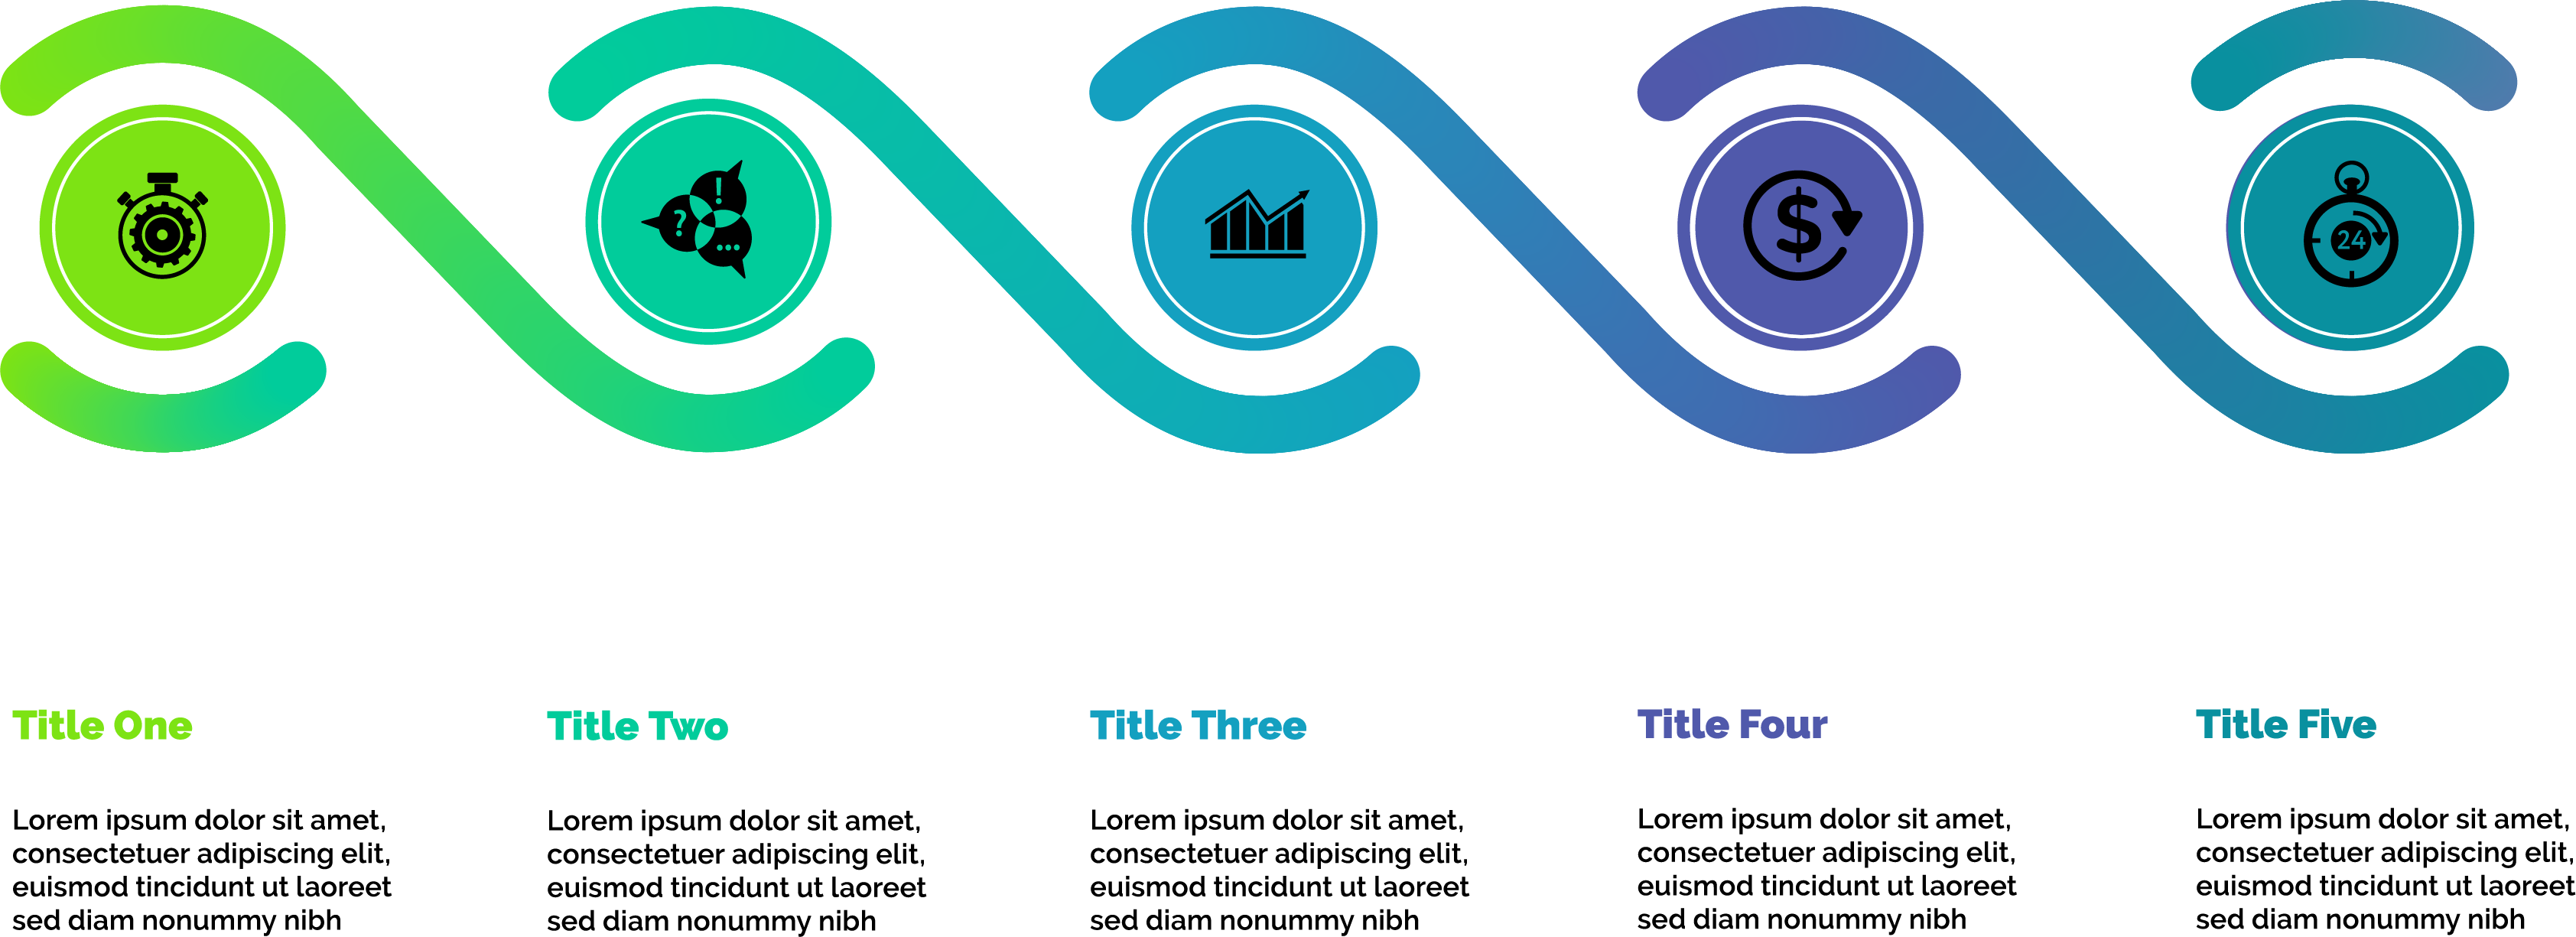 ?
!
...
$
24
Title One
Lorem ipsum dolor sit amet,
consectetuer adipiscing elit,
euismod tincidunt ut laoreet
sed diam nonummy nibh
Title Two
Lorem ipsum dolor sit amet,
consectetuer adipiscing elit,
euismod tincidunt ut laoreet
sed diam nonummy nibh
Title Three
Lorem ipsum dolor sit amet,
consectetuer adipiscing elit,
euismod tincidunt ut laoreet
sed diam nonummy nibh
Title Four
Lorem ipsum dolor sit amet,
consectetuer adipiscing elit,
euismod tincidunt ut laoreet
sed diam nonummy nibh
Title Five
Lorem ipsum dolor sit amet,
consectetuer adipiscing elit,
euismod tincidunt ut laoreet
sed diam nonummy nibh